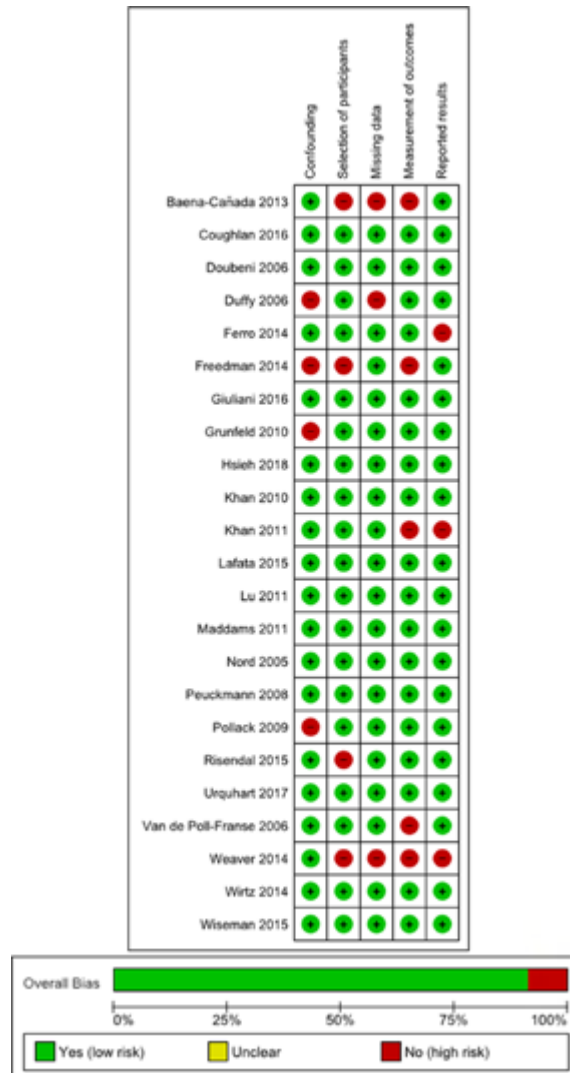 Confounding
Selection of participants
Missing data
Measurement of outcomes
Reported results
Baena-Cañada 2013
Coughlan 2016
Doubeni 2006
Duffy 2006
Ferro 2014
Freedman 2014
Giuliani 2016
Grunfeld 2010
Hsieh 2018
Khan 2010
Khan 2011
Lafata 2015
Lu 2011
Maddams 2011
Nord 2005
Peuckmann 2008
Pollack 2009
Risendal 2015
Urquhart 2017
Van de Poll-Franse 2006
Weaver 2014
Wirtz 2014
Wiseman 2015
Overall Bias
0% 25% 50% 75% 100%
Yes (low risk) Unclear No (high risk)